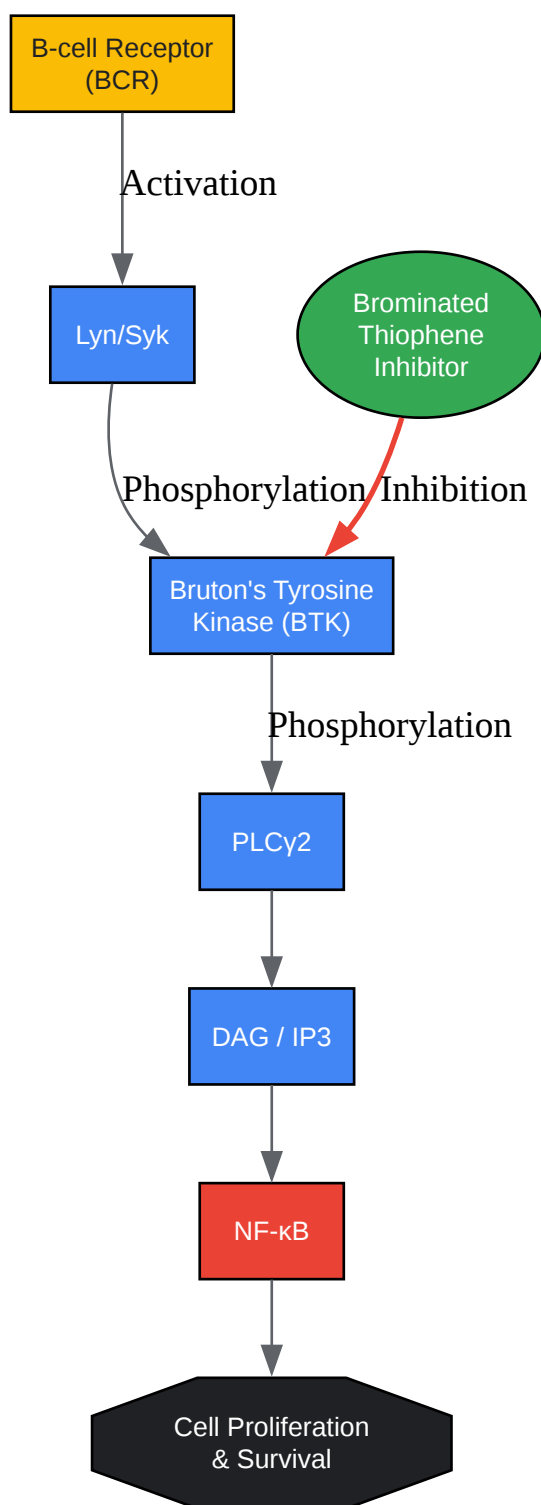 B-cell Receptor
(BCR)
Activation
Lyn/Syk
Brominated
Thiophene
Inhibitor
Phosphorylation
Inhibition
Bruton's Tyrosine
Kinase (BTK)
Phosphorylation
PLCγ2
DAG / IP3
NF-κB
Cell Proliferation
& Survival